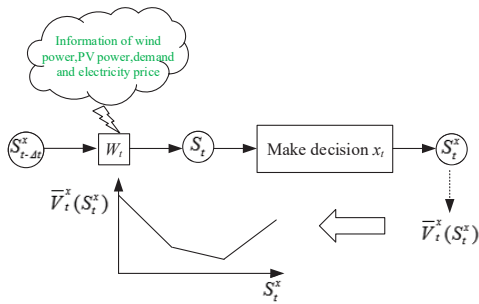 Information of wind
power,PV power,demand
and electricity price
S^x_{t-Δt}
W_t
S_t
Make decision x_t
S^x_t
V̅^x_t(S^x_t)
V̅^x_t(S^x_t)
S^x_t